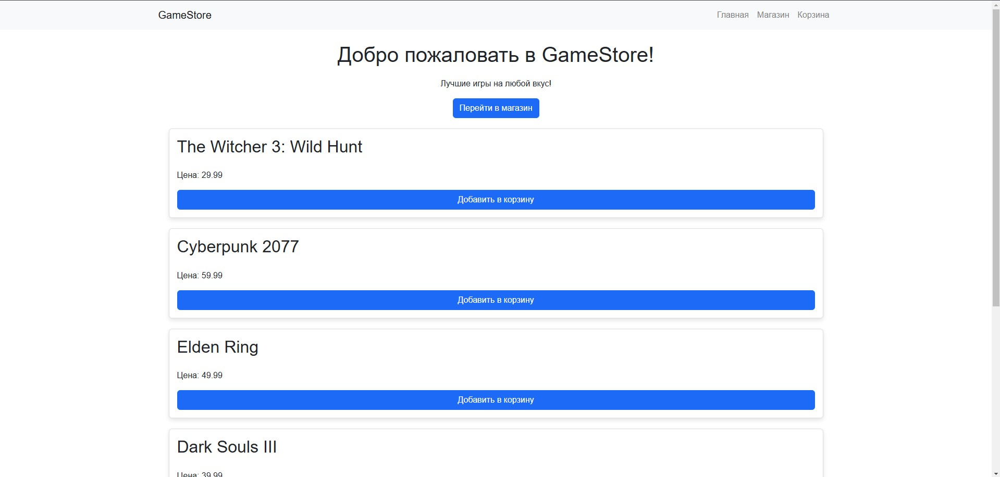 GameStore
Главная Магазин Корзина
Добро пожаловать в GameStore!
Лучшие игры на любой вкус!
Перейти в магазин
The Witcher 3: Wild Hunt
Цена: 29.99
Добавить в корзину
Cyberpunk 2077
Цена: 59.99
Добавить в корзину
Elden Ring
Цена: 49.99
Добавить в корзину
Dark Souls III
Цена: 39.99